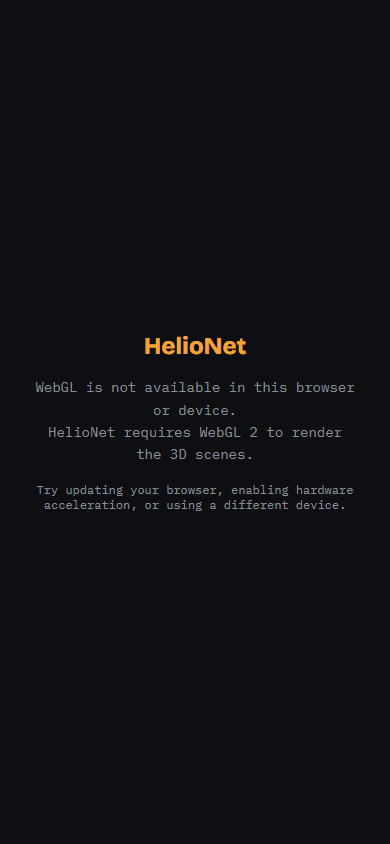 HelioNet
WebGL is not available in this browser
or device.
HelioNet requires WebGL 2 to render
the 3D scenes.
Try updating your browser, enabling hardware
acceleration, or using a different device.